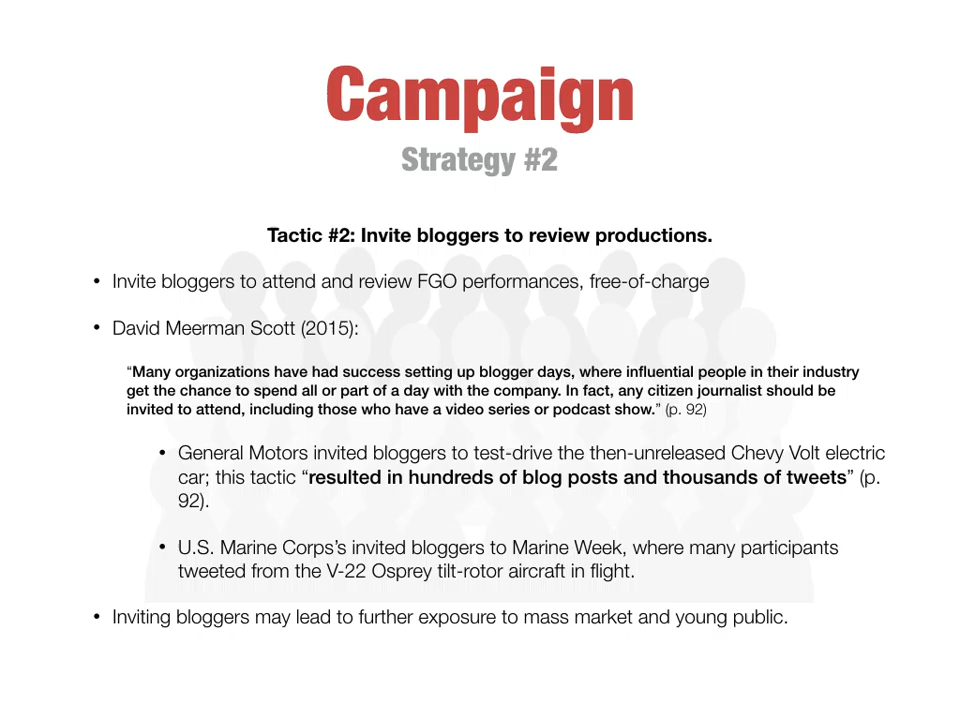 Campaign
Strategy #2
Tactic #2: Invite bloggers to review productions.
• Invite bloggers to attend and review FGO performances, free-of-charge
• David Meerman Scott (2015):
“Many organizations have had success setting up blogger days, where influential people in their industry
get the chance to spend all or part of a day with the company. In fact, any citizen journalist should be
invited to attend, including those who have a video series or podcast show.” (p. 92)
• General Motors invited bloggers to test-drive the then-unreleased Chevy Volt electric
car; this tactic “resulted in hundreds of blog posts and thousands of tweets” (p.
92).
• U.S. Marine Corps’s invited bloggers to Marine Week, where many participants
tweeted from the V-22 Osprey tilt-rotor aircraft in flight.
• Inviting bloggers may lead to further exposure to mass market and young public.